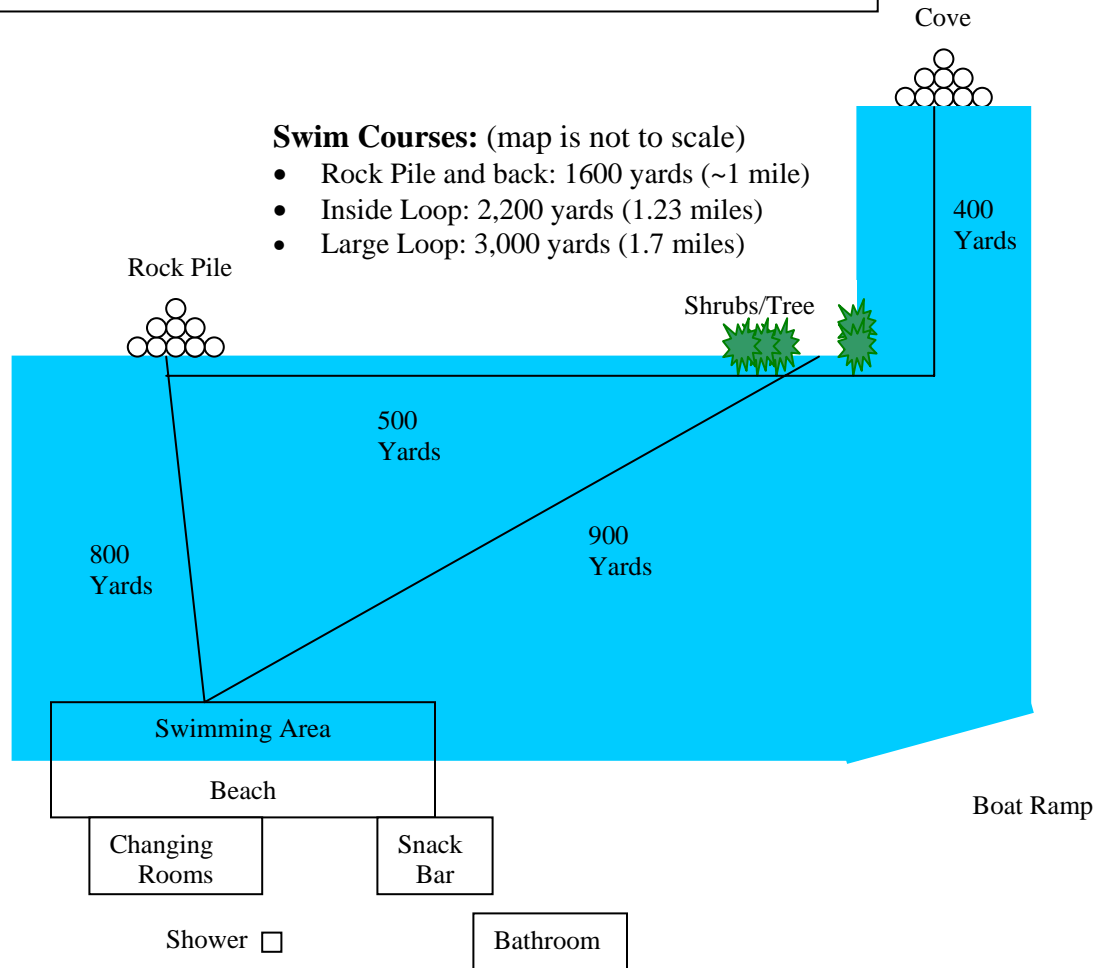 Cove
Swim Courses: (map is not to scale)
• Rock Pile and back: 1600 yards (~1 mile)
• Inside Loop: 2,200 yards (1.23 miles)
• Large Loop: 3,000 yards (1.7 miles)
400
Yards
Rock Pile
Shrubs/Tree
500
Yards
800
Yards
900
Yards
Swimming Area
Beach
Boat Ramp
Changing
Rooms
Snack
Bar
Shower
Bathroom